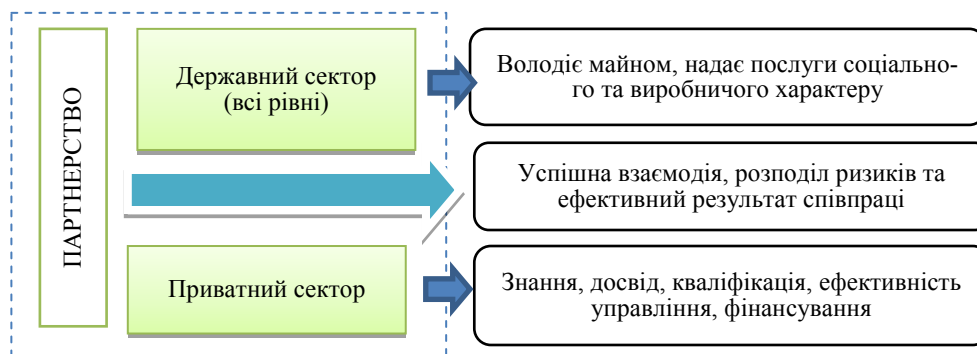 ПАРТНЕРСТВО
Державний сектор
(всі рівні)
Володіє майном, надає послуги соціально-
го та виробничого характеру
Успішна взаємодія, розподіл ризиків та
ефективний результат співпраці
Приватний сектор
Знання, досвід, кваліфікація, ефективність
управління, фінансування